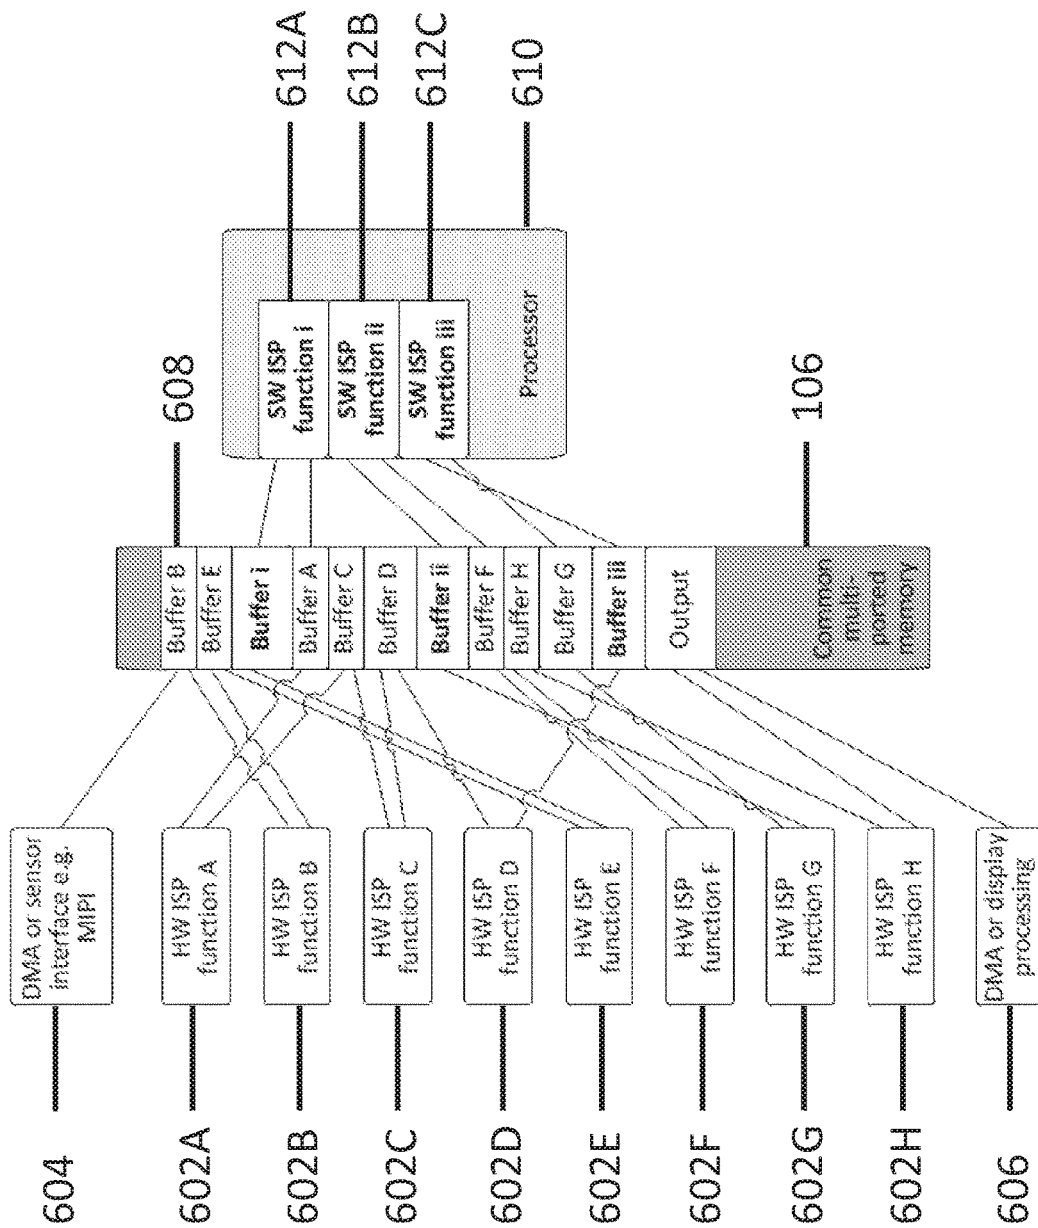 604
DMA or sensor
interface e.g.
MIPI
602A
HW ISP
function A
602B
HW ISP
function B
602C
HW ISP
function C
602D
HW ISP
function D
602E
HW ISP
function E
602F
HW ISP
function F
602G
HW ISP
function G
602H
HW ISP
function H
606
DMA or display
processing
608
Buffer B
Buffer E
Buffer i
Buffer A
Buffer C
Buffer D
Buffer ii
Buffer F
Buffer H
Buffer G
Buffer iii
Output
Common
multi-
ported
memory
106
SW ISP
function i
SW ISP
function ii
SW ISP
function iii
Processor
612A
612B
612C
610